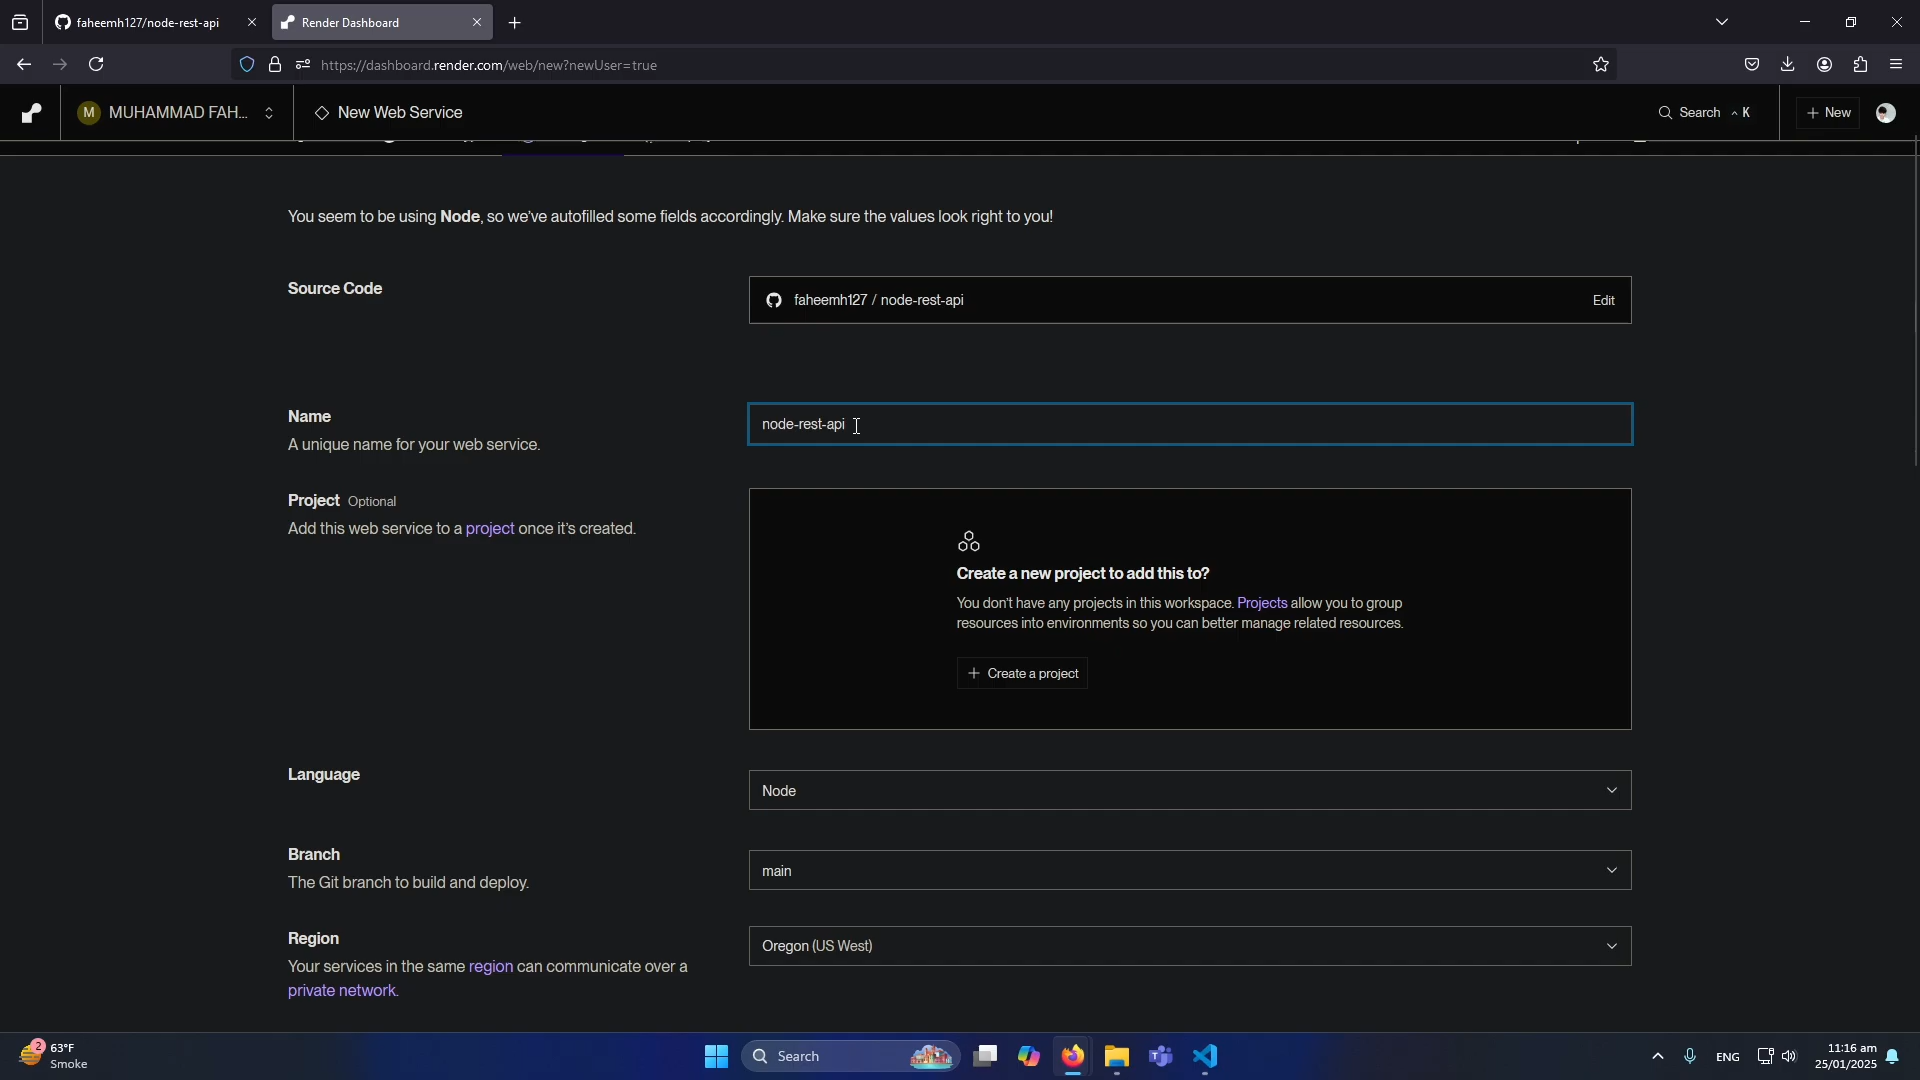 faheemh127/node-rest-api
Render Dashboard
https://dashboard.render.com/web/new?newUser=true
M MUHAMMAD FAH...
New Web Service
Search K
+ New
You seem to be using Node, so we've autofilled some fields accordingly. Make sure the values look right to you!
Source Code
faheemh127 / node-rest-api
Edit
Name
A unique name for your web service.
node-rest-api
Project Optional
Add this web service to a project once it's created.
Create a new project to add this to?
You don't have any projects in this workspace. Projects allow you to group
resources into environments so you can better manage related resources.
+ Create a project
Language
Node
Branch
The Git branch to build and deploy.
main
Region
Your services in the same region can communicate over a
private network.
Oregon (US West)
2
63°F
Smoke
Search
ENG
11:16 am
25/01/2025